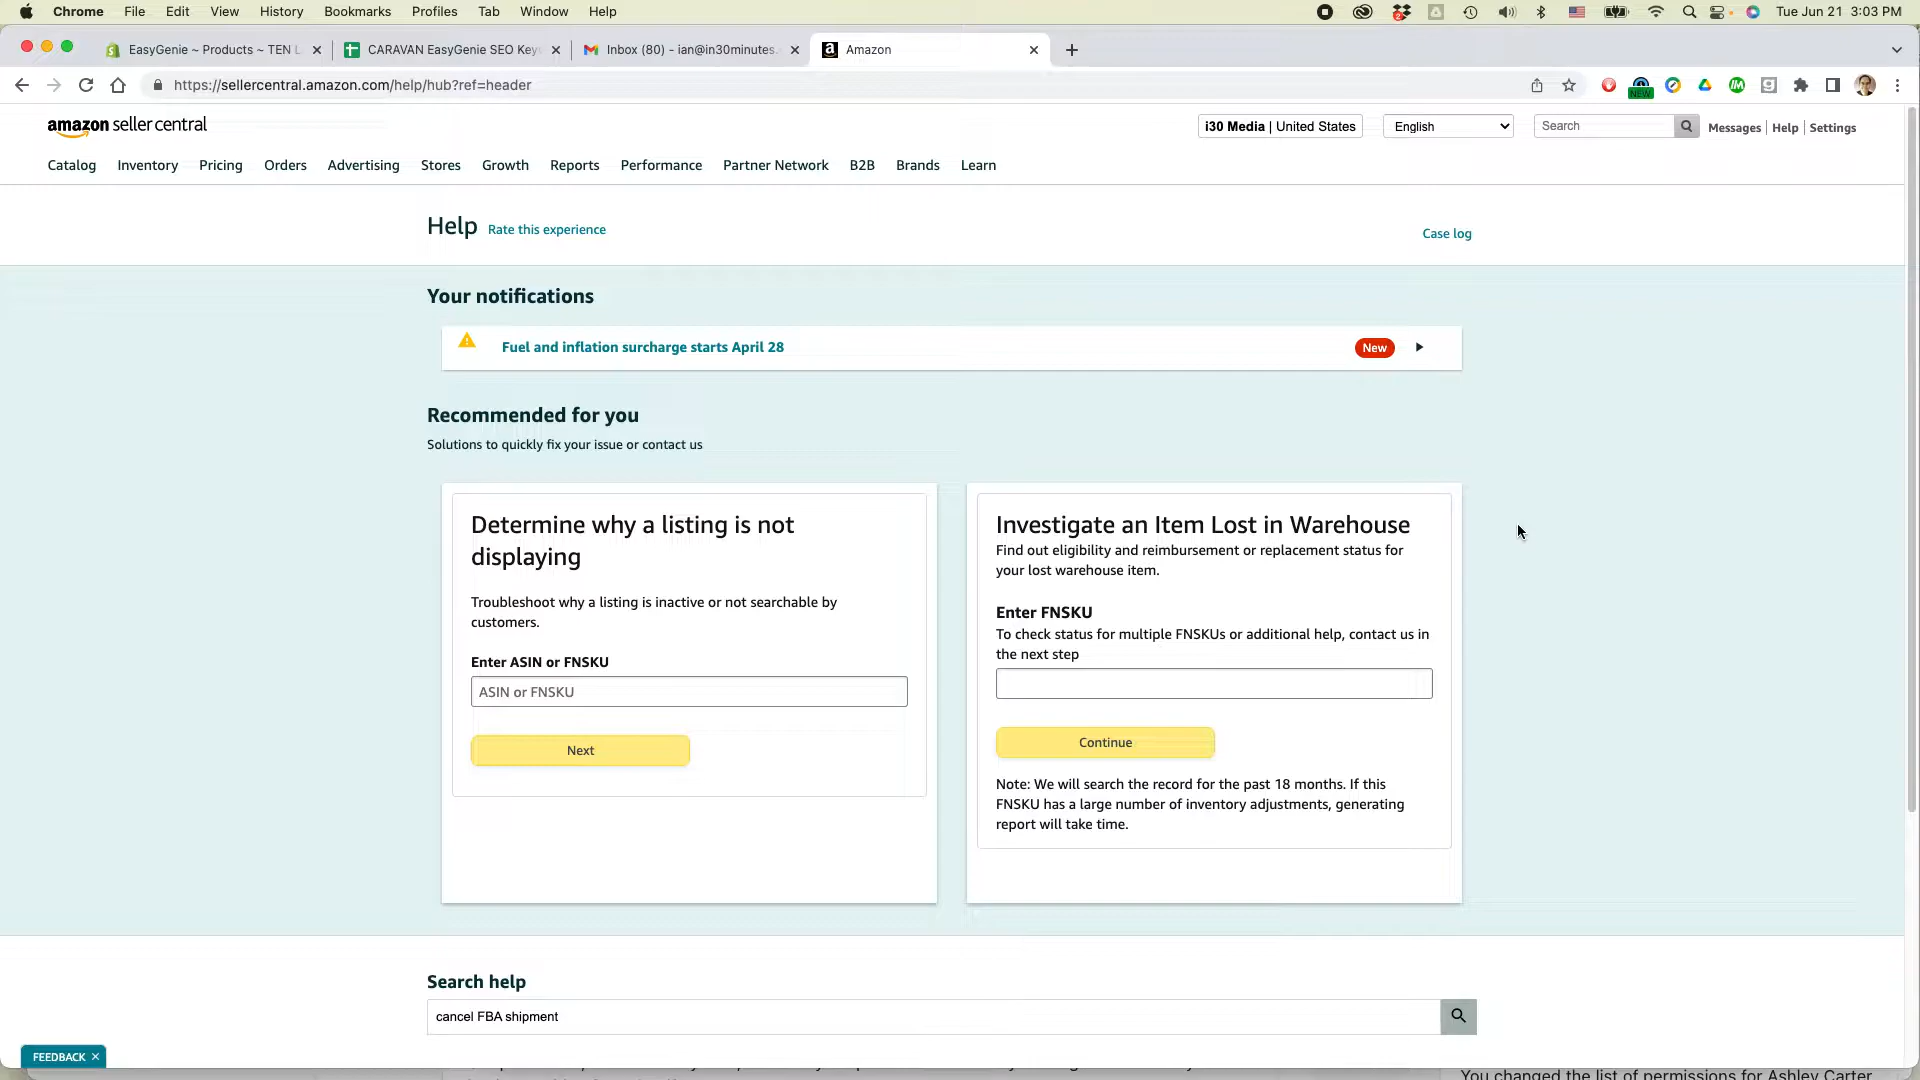 Chrome File Edit View History Bookmarks Profiles Tab Window Help
2
Tue Jun 21 3:03 PM
EasyGenie ~ Products ~ TEN L
CARAVAN EasyGenie SEO Key
Inbox (80) - ian@in30minutes.
Amazon
https://sellercentral.amazon.com/help/hub?ref=header
NEW
amazon seller central
i30 Media | United States
English
Search
Messages | Help | Settings
Catalog Inventory Pricing Orders Advertising Stores Growth Reports Performance Partner Network B2B Brands Learn
Help Rate this experience
Case log
Your notifications
Fuel and inflation surcharge starts April 28
New
Recommended for you
Solutions to quickly fix your issue or contact us
Determine why a listing is not
displaying
Troubleshoot why a listing is inactive or not searchable by
customers.
Enter ASIN or FNSKU
ASIN or FNSKU
Next
Investigate an Item Lost in Warehouse
Find out eligibility and reimbursement or replacement status for
your lost warehouse item.
Enter FNSKU
To check status for multiple FNSKUs or additional help, contact us in
the next step
Continue
Note: We will search the record for the past 18 months. If this
FNSKU has a large number of inventory adjustments, generating
report will take time.
Search help
cancel FBA shipment
FEEDBACK
You changed the list of permissions for Ashley Carter